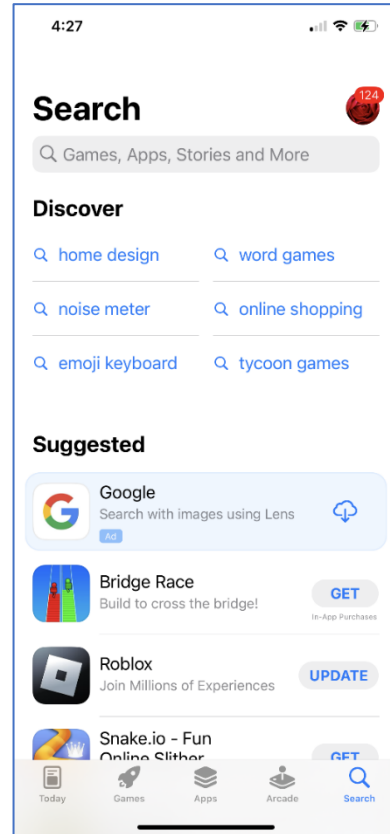 4:27
Search
124
Games, Apps, Stories and More
Discover
home design
word games
noise meter
online shopping
emoji keyboard
tycoon games
Suggested
Google
Search with images using Lens
Ad
Bridge Race
Build to cross the bridge!
GET
In-App Purchases
Roblox
Join Millions of Experiences
UPDATE
Snake.io - Fun
Online Slither
GET
Today
Games
Apps
Arcade
Search